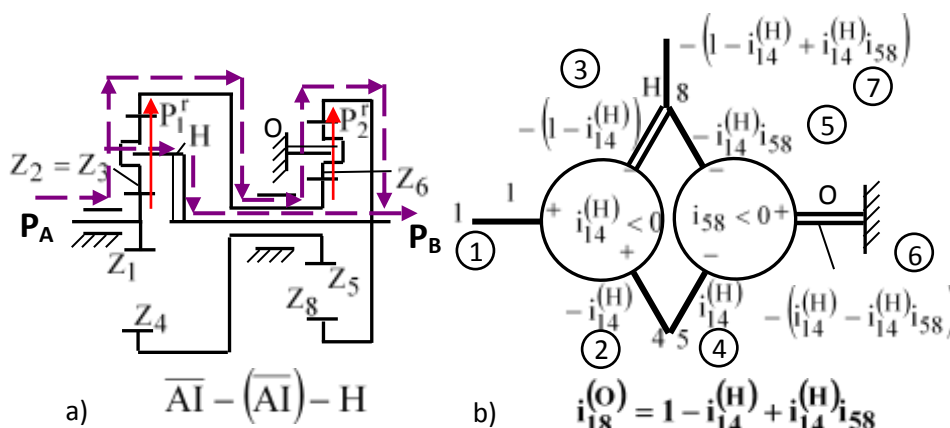 P₁ʳ
H
O
P₂ʳ
Z₂ = Z₃
Z₆
P_A
P_B
Z₁
Z₅
Z₈
Z₄
a) AI̅ – (AI̅) – H
3
– (1 – i₁₄^(H) + i₁₄^(H) i₅₈)
7
H 8
– (1 – i₁₄^(H))
– i₁₄^(H) i₅₈
5
1 1 + i₁₄^(H) < 0 – +
– i₅₈ < 0 + –
O
1
6
– i₁₄^(H)
i₁₄^(H)
– (i₁₄^(H) – i₁₄^(H) i₅₈)
2
4 5
4
b) i₁₈^(O) = 1 – i₁₄^(H) + i₁₄^(H) i₅₈